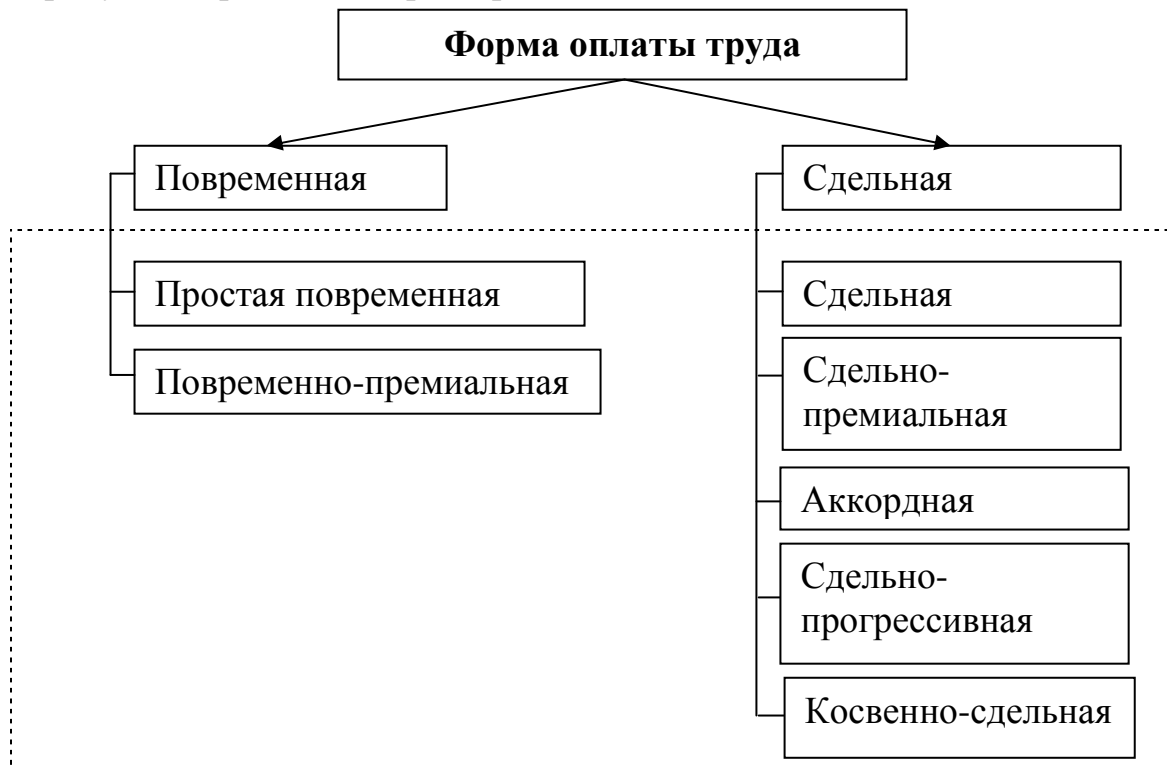 Форма оплаты труда
Повременная
Сдельная
Простая повременная
Сдельная
Повременно-премиальная
Сдельно-
премиальная
Аккордная
Сдельно-
прогрессивная
Косвенно-сдельная